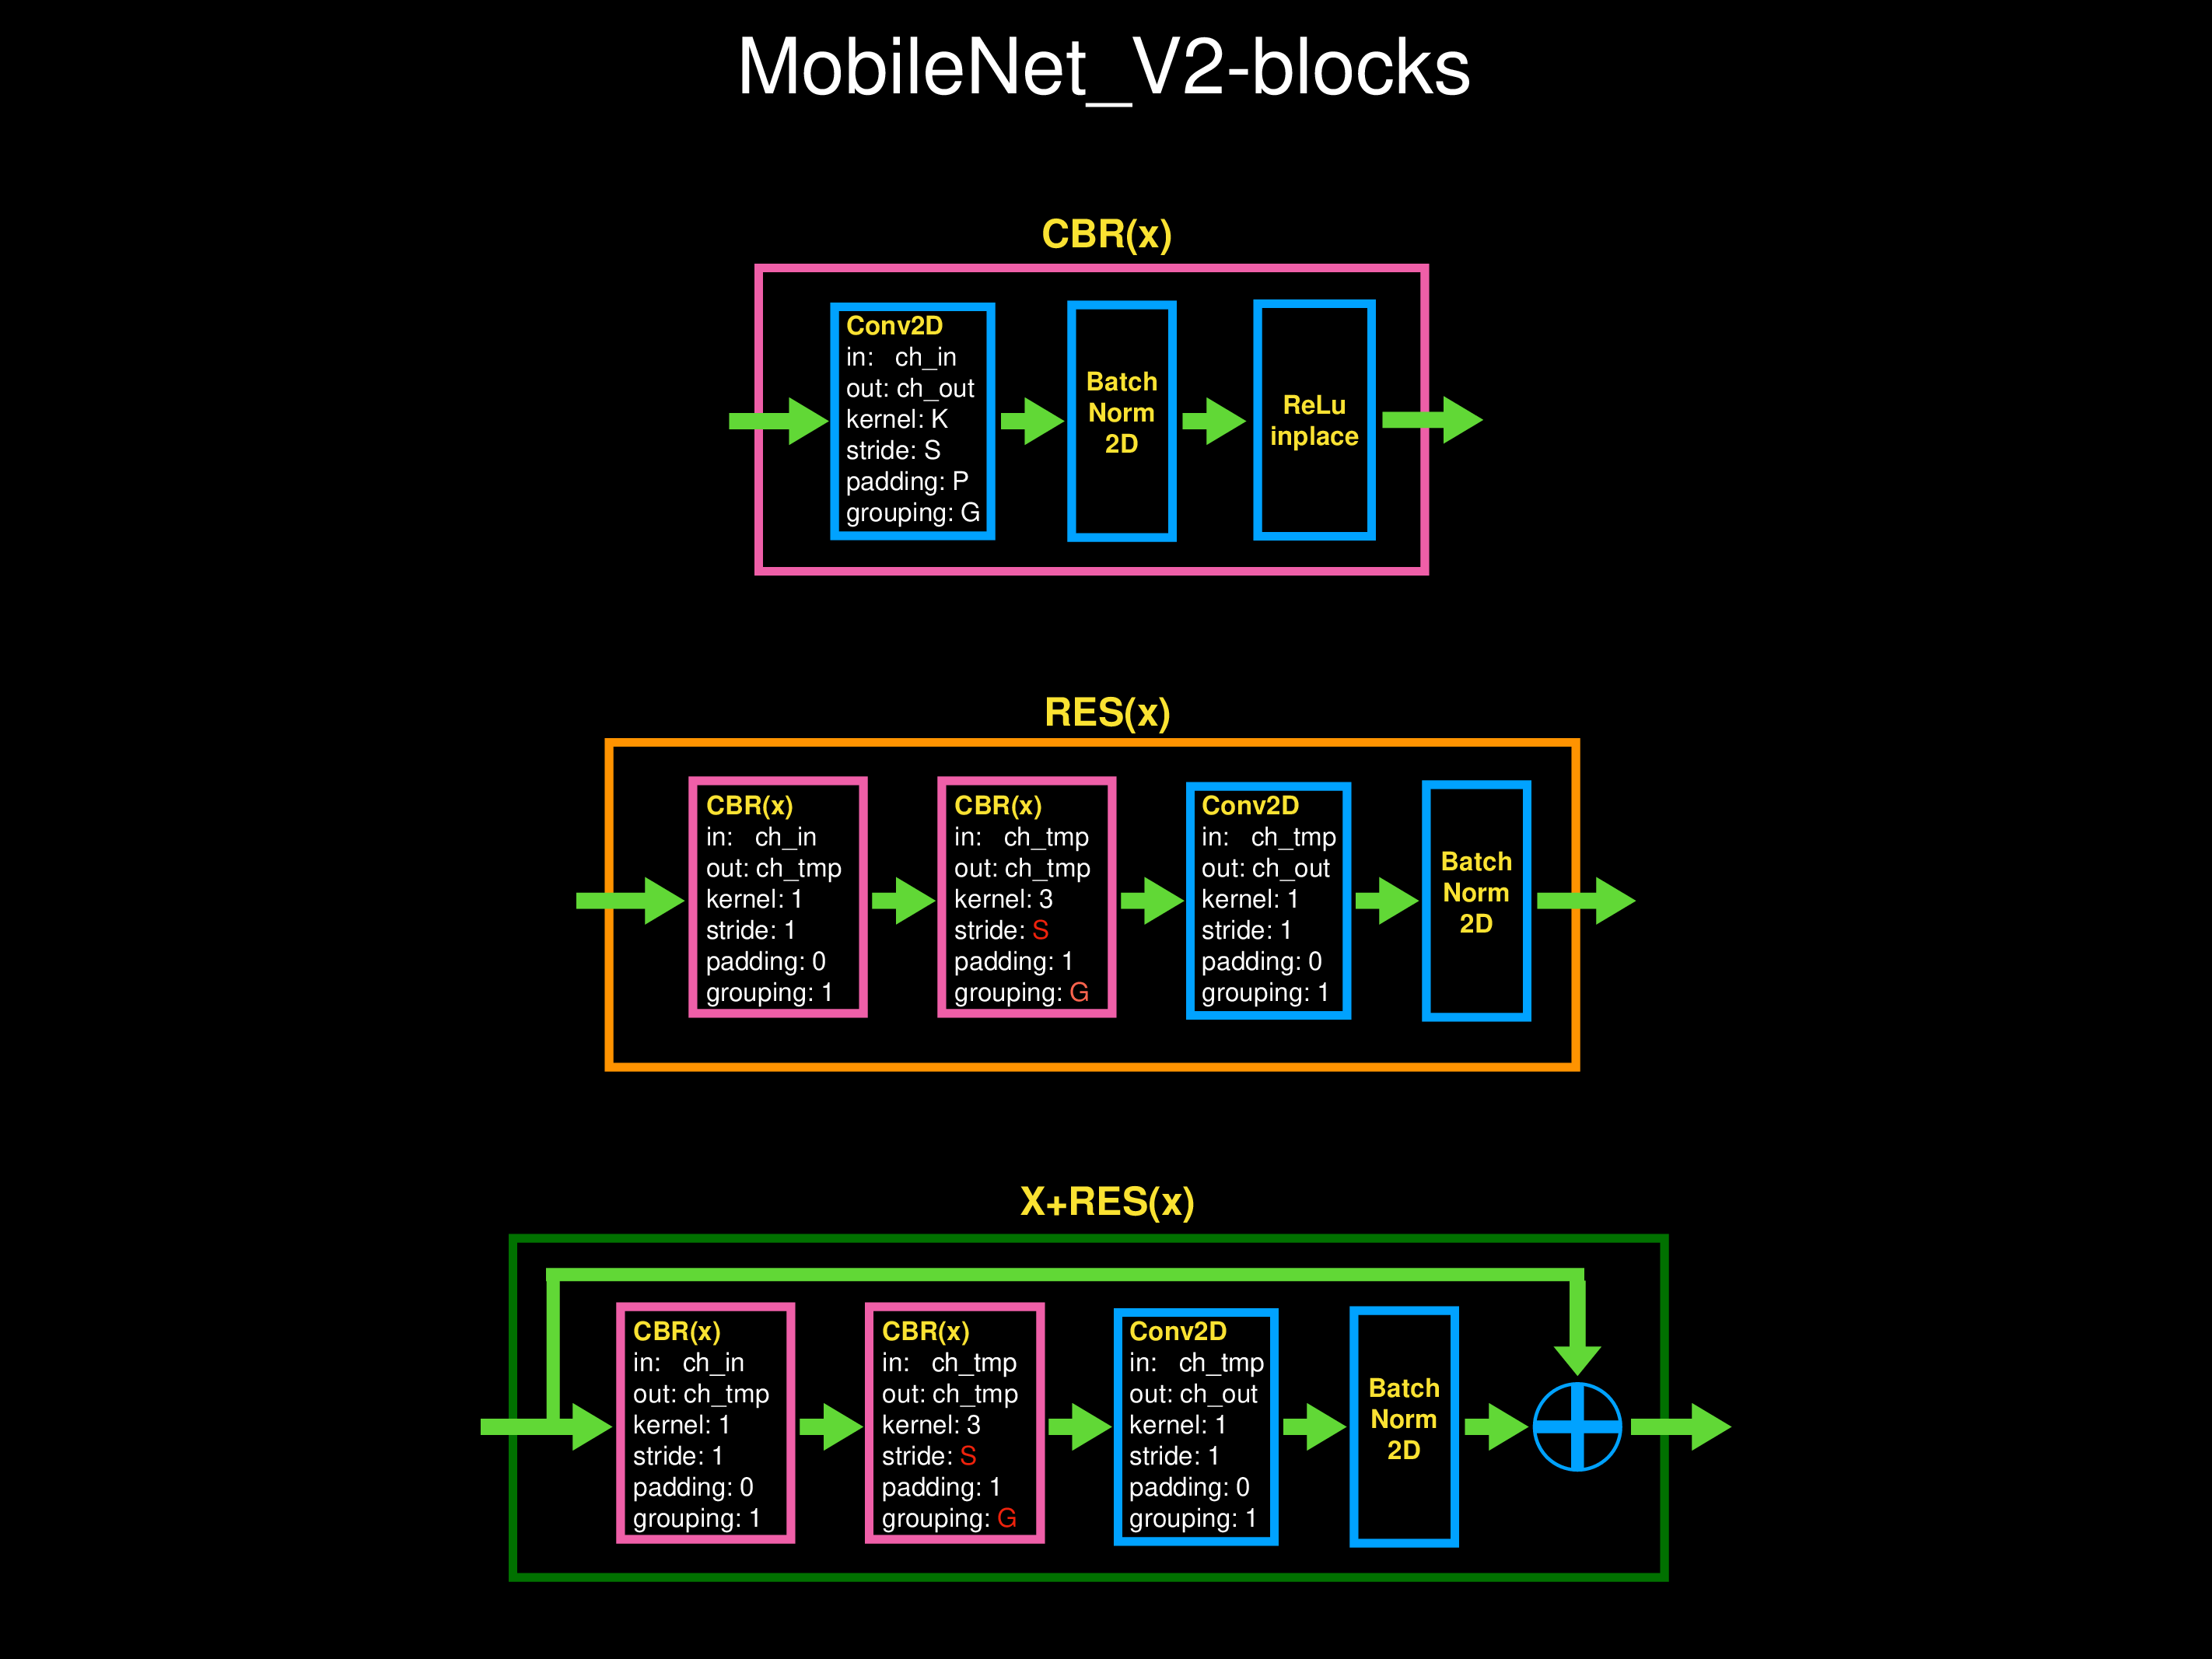 MobileNet_V2-blocks
CBR(x)
Conv2D
in: ch_in
out: ch_out
kernel: K
stride: S
padding: P
grouping: G
Batch
Norm
2D
ReLu
inplace
RES(x)
CBR(x)
in: ch_in
out: ch_tmp
kernel: 1
stride: 1
padding: 0
grouping: 1
CBR(x)
in: ch_tmp
out: ch_tmp
kernel: 3
stride: S
padding: 1
grouping: G
Conv2D
in: ch_tmp
out: ch_out
kernel: 1
stride: 1
padding: 0
grouping: 1
Batch
Norm
2D
X+RES(x)
CBR(x)
in: ch_in
out: ch_tmp
kernel: 1
stride: 1
padding: 0
grouping: 1
CBR(x)
in: ch_tmp
out: ch_tmp
kernel: 3
stride: S
padding: 1
grouping: G
Conv2D
in: ch_tmp
out: ch_out
kernel: 1
stride: 1
padding: 0
grouping: 1
Batch
Norm
2D